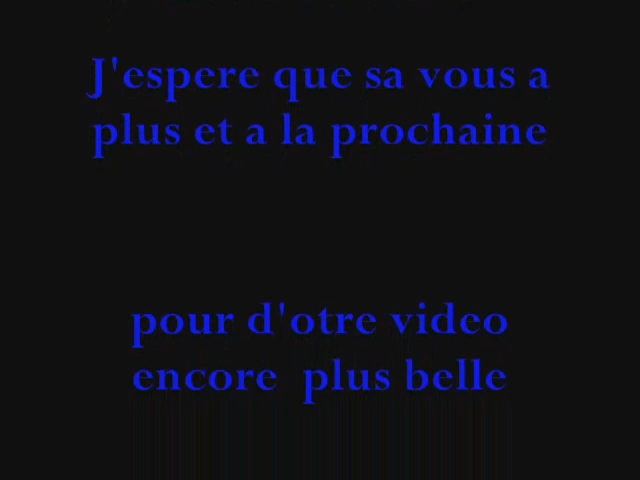 J'espere que sa vous a
plus et a la prochaine
pour d'otre video
encore plus belle